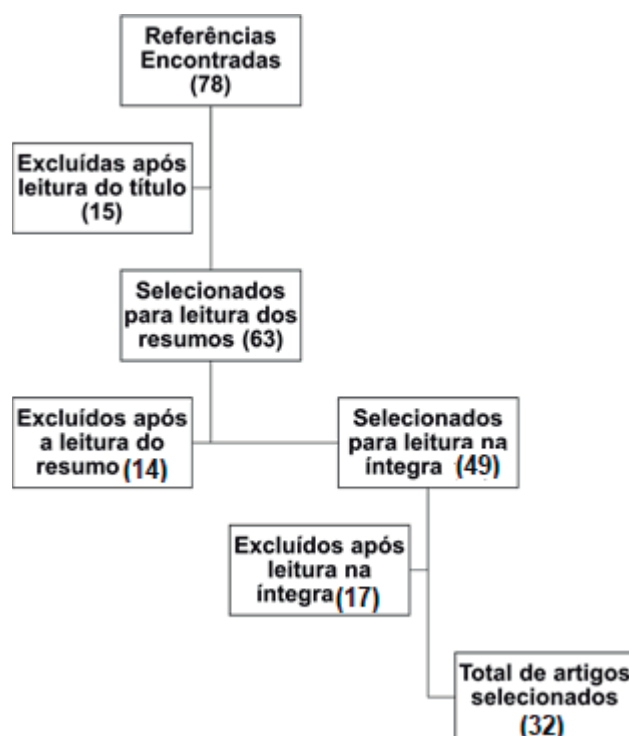 Referências
Encontradas
(78)
Excluídas após
leitura do título
(15)
Selecionados
para leitura dos
resumos (63)
Excluídos após
a leitura do
resumo (14)
Selecionados
para leitura na
íntegra (49)
Excluídos após
leitura na
íntegra(17)
Total de artigos
selecionados
(32)